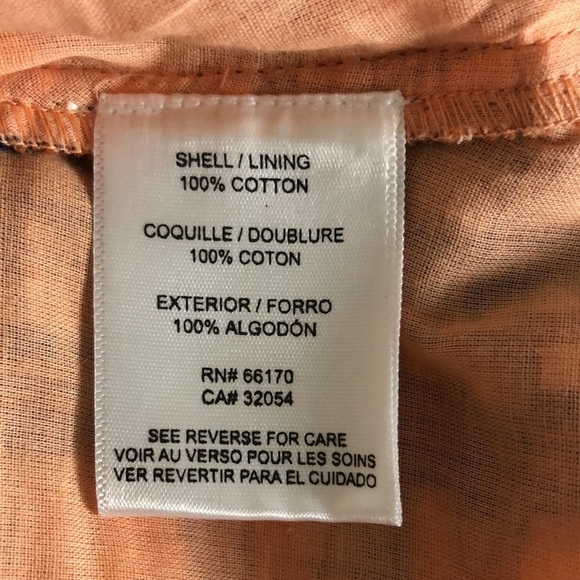 SHELL / LINING
100% COTTON
COQUILLE / DOUBLURE
100% COTON
EXTERIOR / FORRO
100% ALGODÓN
RN# 66170
CA# 32054
SEE REVERSE FOR CARE
VOIR AU VERSO POUR LES SOINS
VER REVERTIR PARA EL CUIDADO